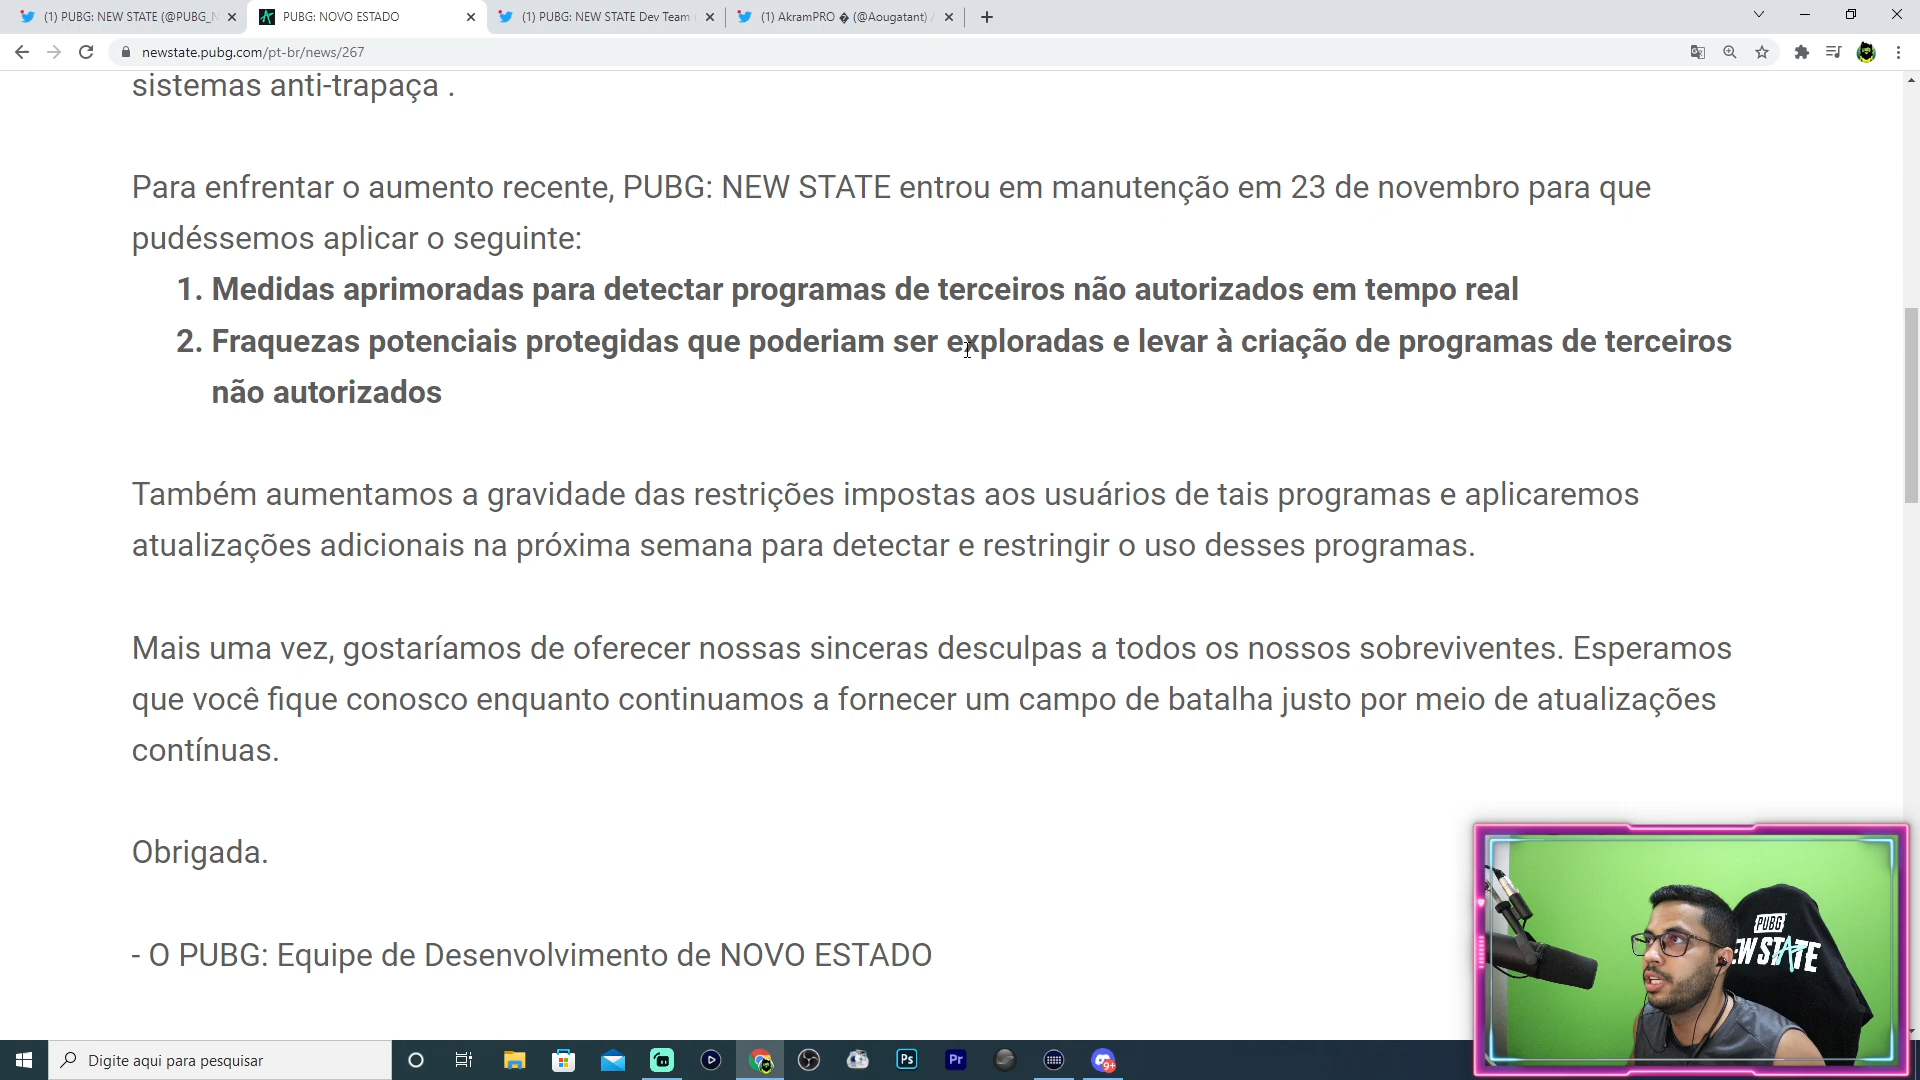 (1) PUBG: NEW STATE (@PUBG_N
PUBG: NOVO ESTADO
(1) PUBG: NEW STATE Dev Team
(1) AkramPRO � (@Aougatant) /
newstate.pubg.com/pt-br/news/267
sistemas anti-trapaça .
Para enfrentar o aumento recente, PUBG: NEW STATE entrou em manutenção em 23 de novembro para que
pudéssemos aplicar o seguinte:
1. Medidas aprimoradas para detectar programas de terceiros não autorizados em tempo real
2. Fraquezas potenciais protegidas que poderiam ser exploradas e levar à criação de programas de terceiros
não autorizados
Também aumentamos a gravidade das restrições impostas aos usuários de tais programas e aplicaremos
atualizações adicionais na próxima semana para detectar e restringir o uso desses programas.
Mais uma vez, gostaríamos de oferecer nossas sinceras desculpas a todos os nossos sobreviventes. Esperamos
que você fique conosco enquanto continuamos a fornecer um campo de batalha justo por meio de atualizações
contínuas.
Obrigada.
- O PUBG: Equipe de Desenvolvimento de NOVO ESTADO
PUBG
NEW STATE
Digite aqui para pesquisar
Ps
Pr
9+